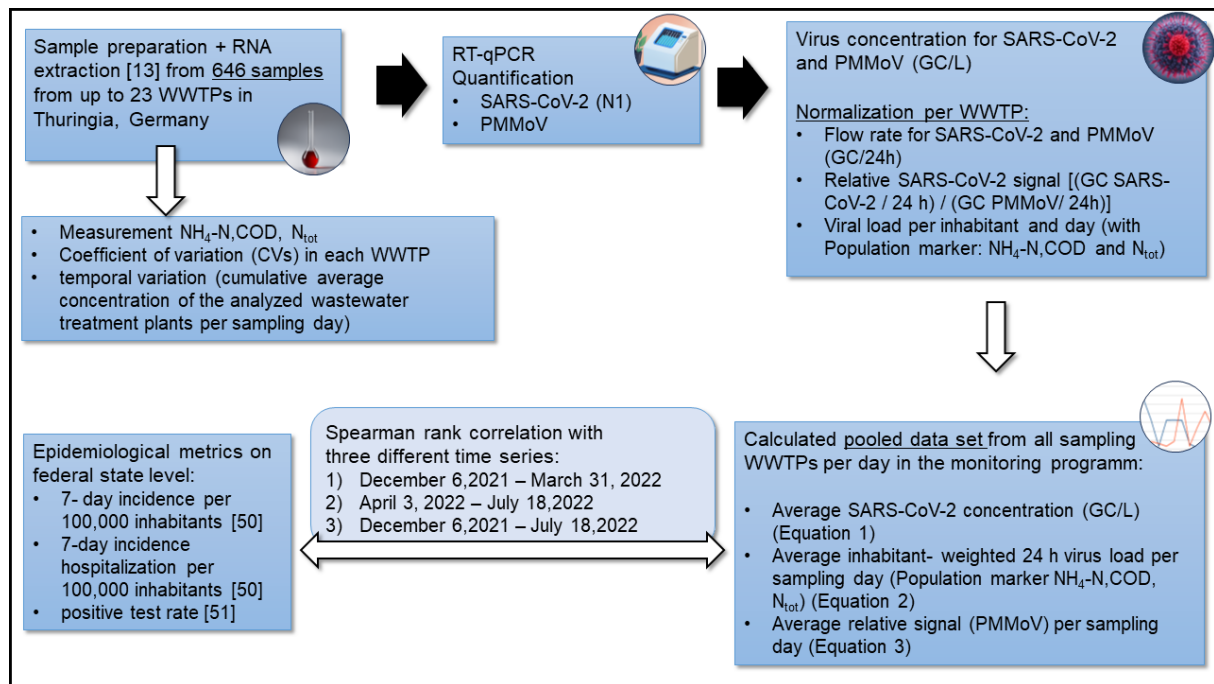 Sample preparation + RNA
extraction [13] from 646 samples
from up to 23 WWTPs in
Thuringia, Germany
RT-qPCR
Quantification
• SARS-CoV-2 (N1)
• PMMoV
Virus concentration for SARS-CoV-2
and PMMoV (GC/L)
Normalization per WWTP:
• Flow rate for SARS-CoV-2 and PMMoV
(GC/24h)
• Relative SARS-CoV-2 signal [(GC SARS-
CoV-2 / 24 h) / (GC PMMoV/ 24h)]
• Viral load per inhabitant and day (with
Population marker: NH₄-N,COD and Nₜₒₜ)
• Measurement NH₄-N,COD, Nₜₒₜ
• Coefficient of variation (CVs) in each WWTP
• temporal variation (cumulative average
concentration of the analyzed wastewater
treatment plants per sampling day)
Epidemiological metrics on
federal state level:
• 7- day incidence per
100,000 inhabitants [50]
• 7-day incidence
hospitalization per
100,000 inhabitants [50]
• positive test rate [51]
Spearman rank correlation with
three different time series:
1) December 6,2021 – March 31, 2022
2) April 3, 2022 – July 18,2022
3) December 6,2021 – July 18,2022
Calculated pooled data set from all sampling
WWTPs per day in the monitoring programm:
• Average SARS-CoV-2 concentration (GC/L)
(Equation 1)
• Average inhabitant- weighted 24 h virus load per
sampling day (Population marker NH₄-N,COD,
Nₜₒₜ) (Equation 2)
• Average relative signal (PMMoV) per sampling
day (Equation 3)